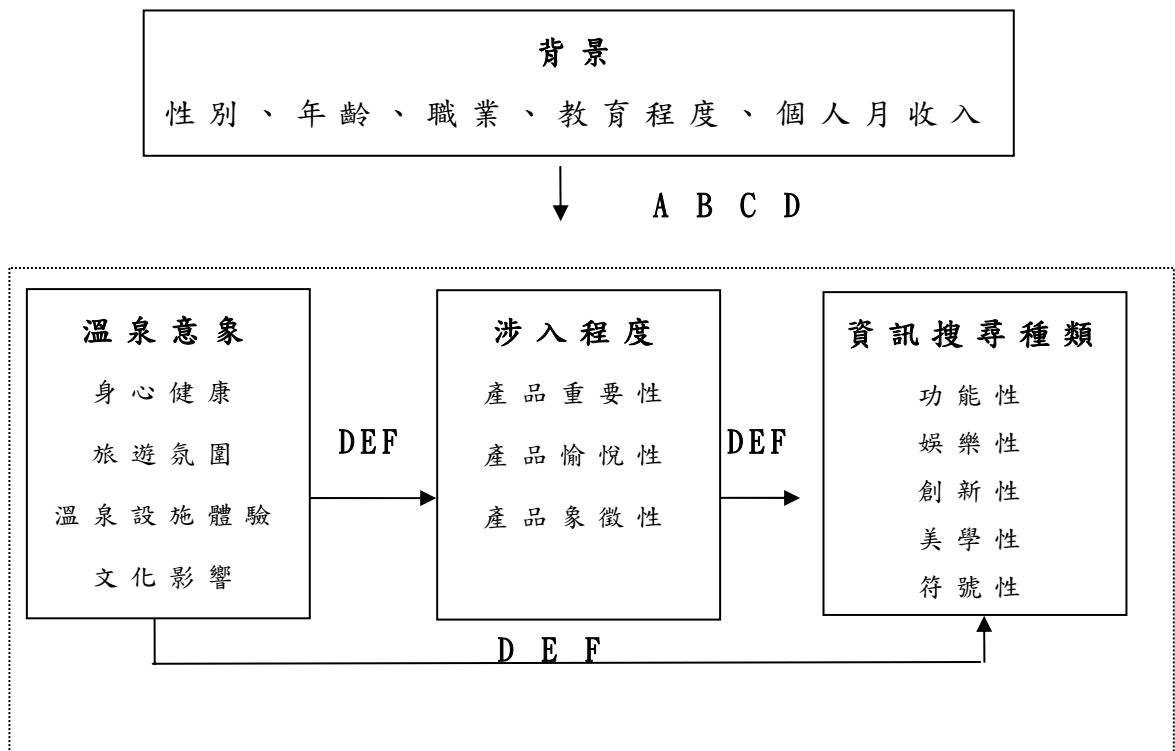 背景
性別、年齡、職業、教育程度、個人月收入
A B C D
溫泉意象
身心健康
旅遊氛圍
溫泉設施體驗
文化影響
DEF
涉入程度
產品重要性
產品愉悅性
產品象徵性
DEF
資訊搜尋種類
功能性
娛樂性
創新性
美學性
符號性
D E F